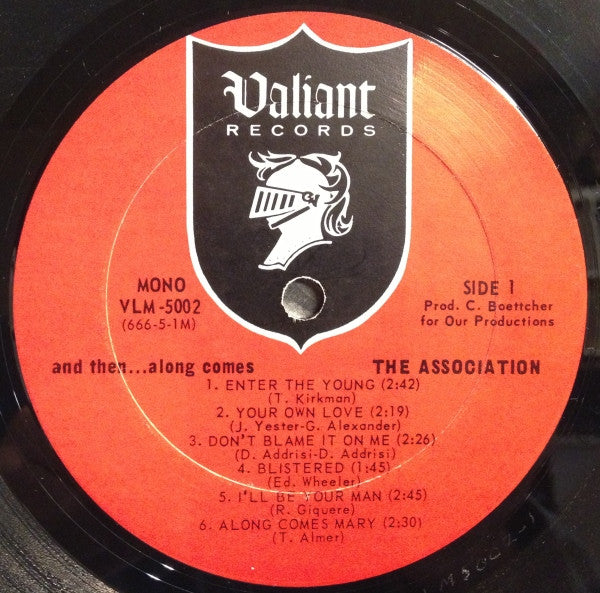 Valiant
RECORDS
MONO
VLM-5002
(666-5-1M)
SIDE 1
Prod. C. Boettcher
for Our Productions
and then...along comes THE ASSOCIATION
1. ENTER THE YOUNG (2:42)
(T. Kirkman)
2. YOUR OWN LOVE (2:19)
(J. Yester-G. Alexander)
3. DON'T BLAME IT ON ME (2:26)
(D. Addrisi-D. Addrisi)
4. BLISTERED (1:45)
(Ed. Wheeler)
5. I'LL BE YOUR MAN (2:45)
(R. Giquere)
6. ALONG COMES MARY (2:30)
(T. Almer)